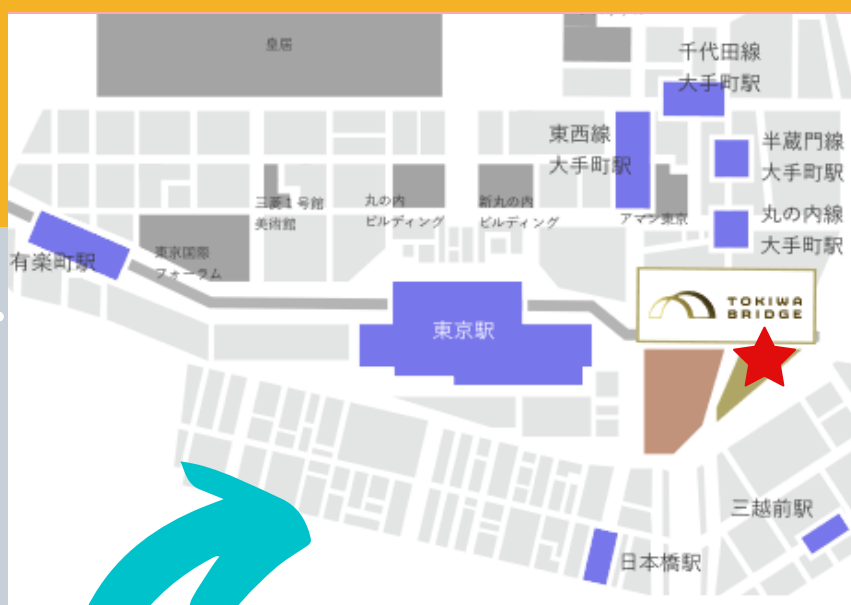 皇居
千代田線
大手町駅
東西線
大手町駅
半蔵門線
大手町駅
三菱1号館
美術館
丸の内
ビルディング
新丸の内
ビルディング
アマン東京
丸の内線
大手町駅
有楽町駅
東京国際
フォーラム
TOKIWA
BRIDGE
東京駅
三越前駅
日本橋駅